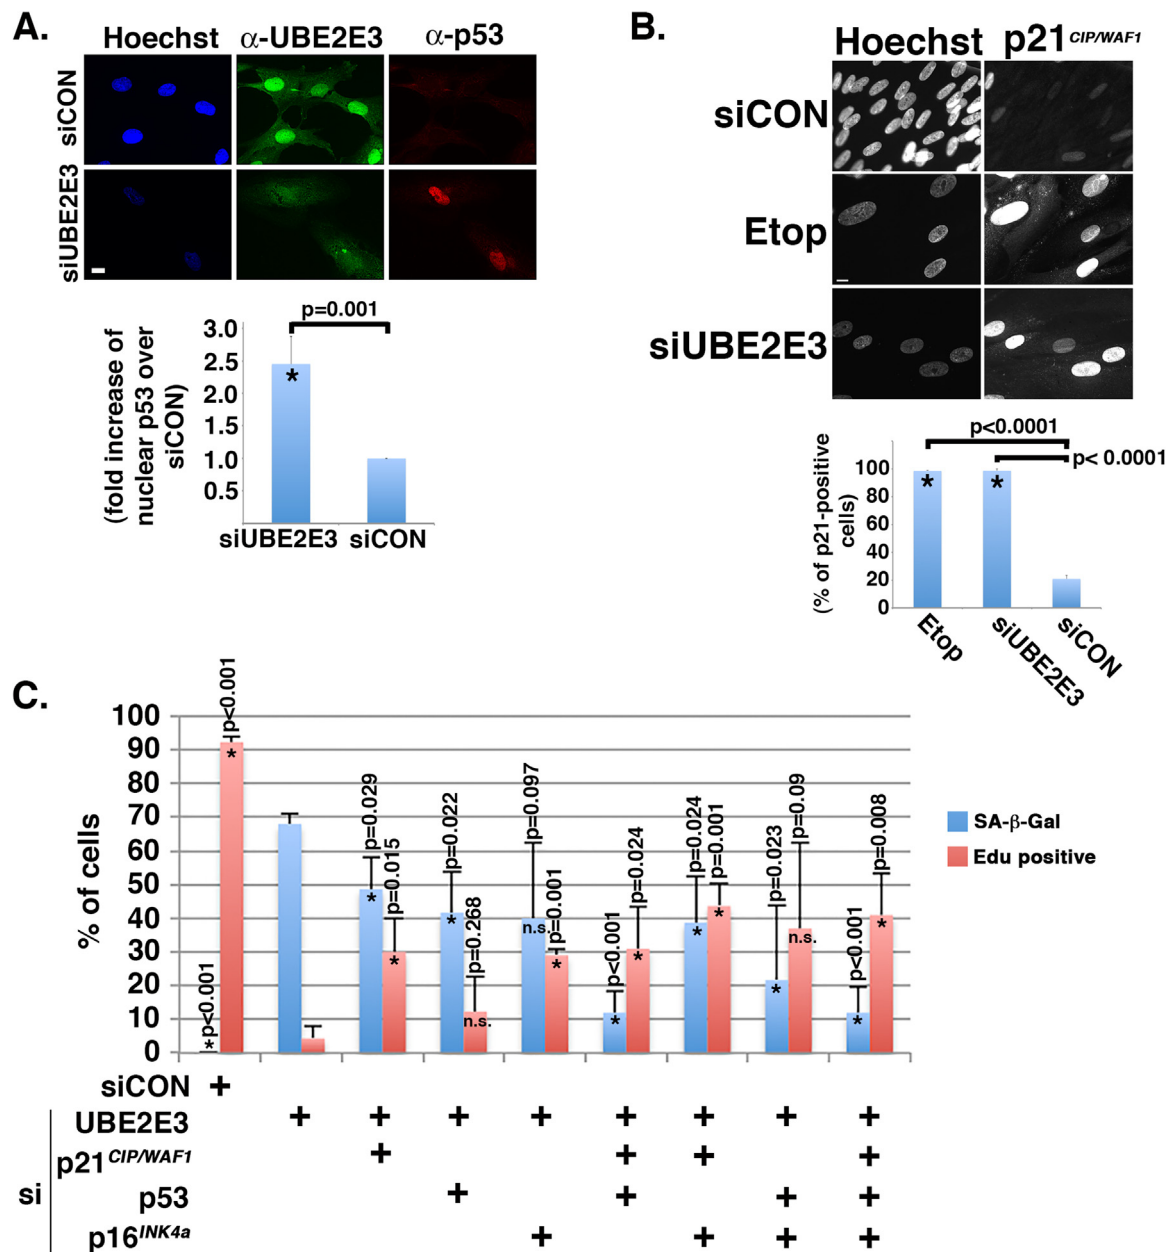 A.
Hoechst α-UBE2E3 α-p53
siCON
siUBE2E3
p=0.001
(fold increase of
nuclear p53 over
siCON)
3.0
2.5
2.0
1.5
1.0
0.5
*
siUBE2E3 siCON
B.
Hoechst p21CIP/WAF1
siCON
Etop
siUBE2E3
p<0.0001
p< 0.0001
(% of p21-positive
cells)
100
80
60
40
20
0
* *
Etop
siUBE2E3
siCON
C.
% of cells
100
90
80
70
60
50
40
30
20
10
0
*p<0.001
* p<0.001
* p=0.029
* p=0.015
* p=0.022
n.s. p=0.268
n.s. p=0.097
* p=0.001
* p<0.001
* p=0.024
* p=0.024
* p=0.001
* p=0.023
n.s. p=0.09
* p<0.001
* p=0.008
SA-β-Gal
Edu positive
siCON +
si
UBE2E3 + + + + + + + +
p21CIP/WAF1 + + + +
p53 + + + +
p16INK4a + + + +